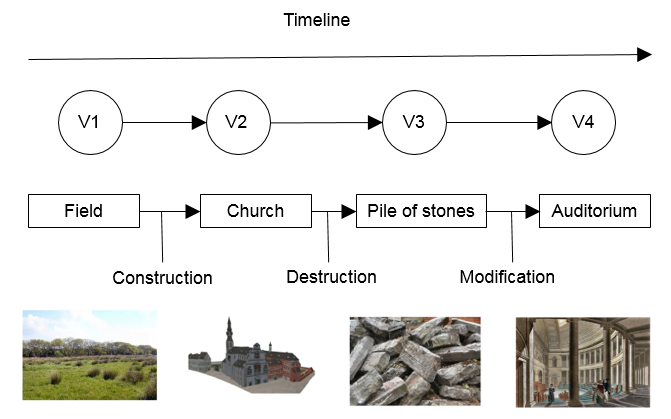 Timeline
V1
V2
V3
V4
Field
Church
Pile of stones
Auditorium
Construction
Destruction
Modification